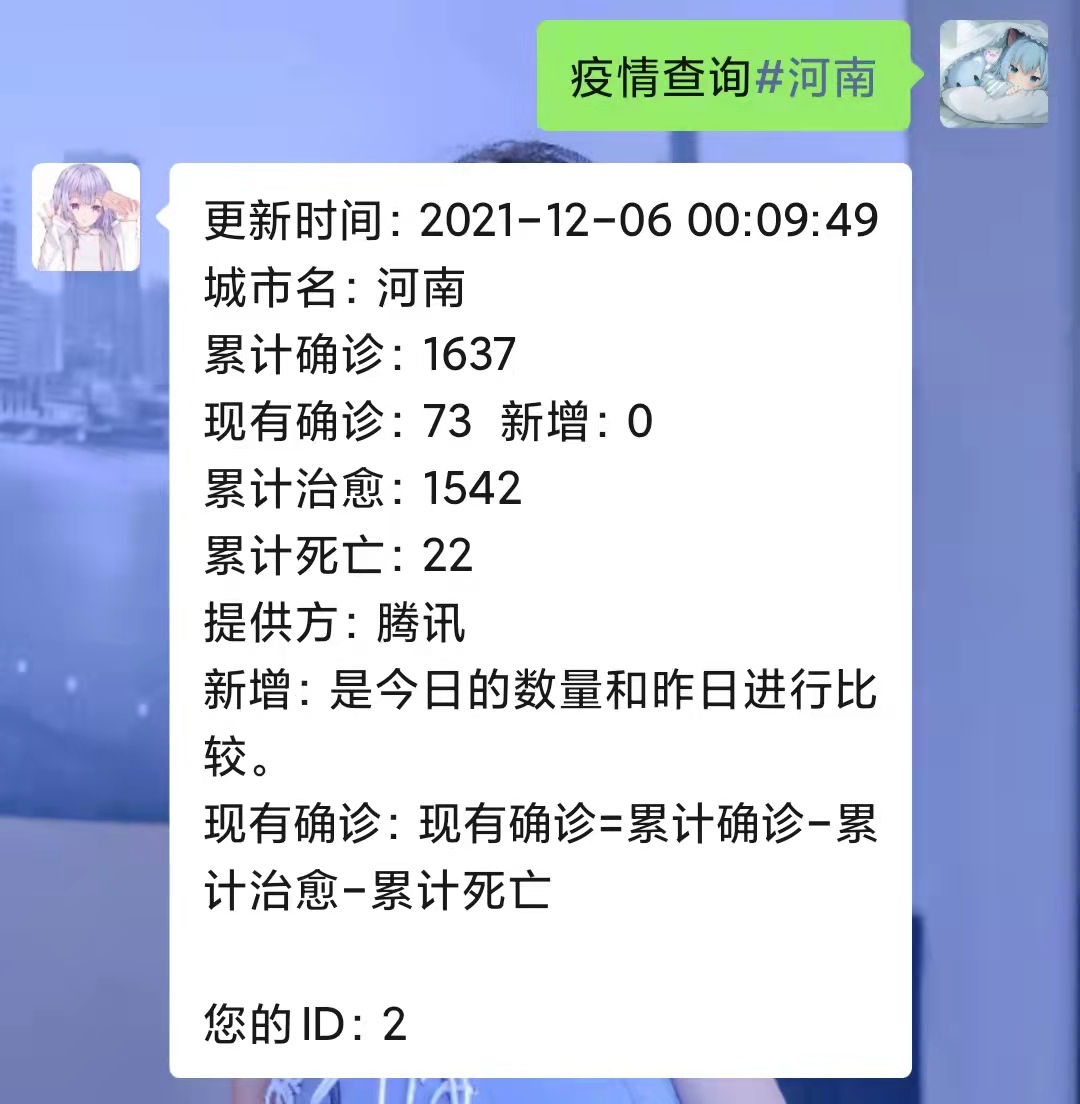 疫情查询#河南
更新时间：2021-12-06 00:09:49
城市名：河南
累计确诊：1637
现有确诊：73 新增：0
累计治愈：1542
累计死亡：22
提供方：腾讯
新增：是今日的数量和昨日进行比
较。
现有确诊：现有确诊=累计确诊-累
计治愈-累计死亡
您的ID：2